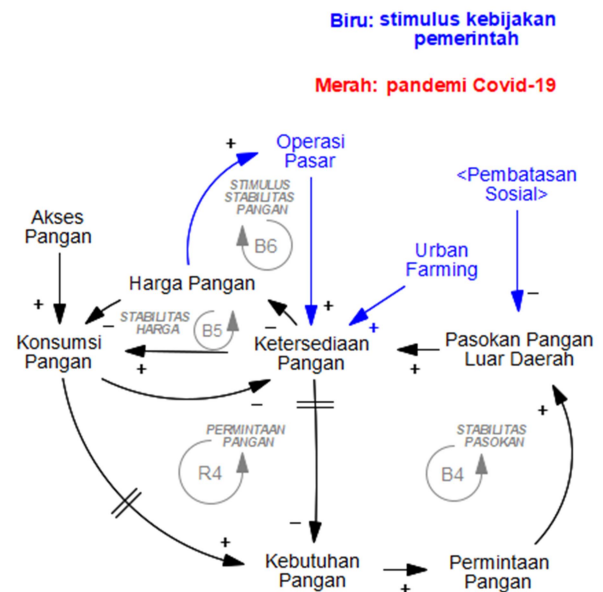 Biru: stimulus kebijakan
pemerintah
Merah: pandemi Covid-19
+
Operasi
Pasar
<Pembatasan
Sosial>
STIMULUS
STABILITAS
PANGAN
B6
Akses
Pangan
Urban
Farming
Harga Pangan
+
–
STABILITAS
HARGA
B5
–
+
+
–
Konsumsi
Pangan
+
Ketersediaan
Pangan
+
Pasokan Pangan
Luar Daerah
–
+
PERMINTAAN
PANGAN
R4
STABILITAS
PASOKAN
B4
+
–
Kebutuhan
Pangan
+
Permintaan
Pangan